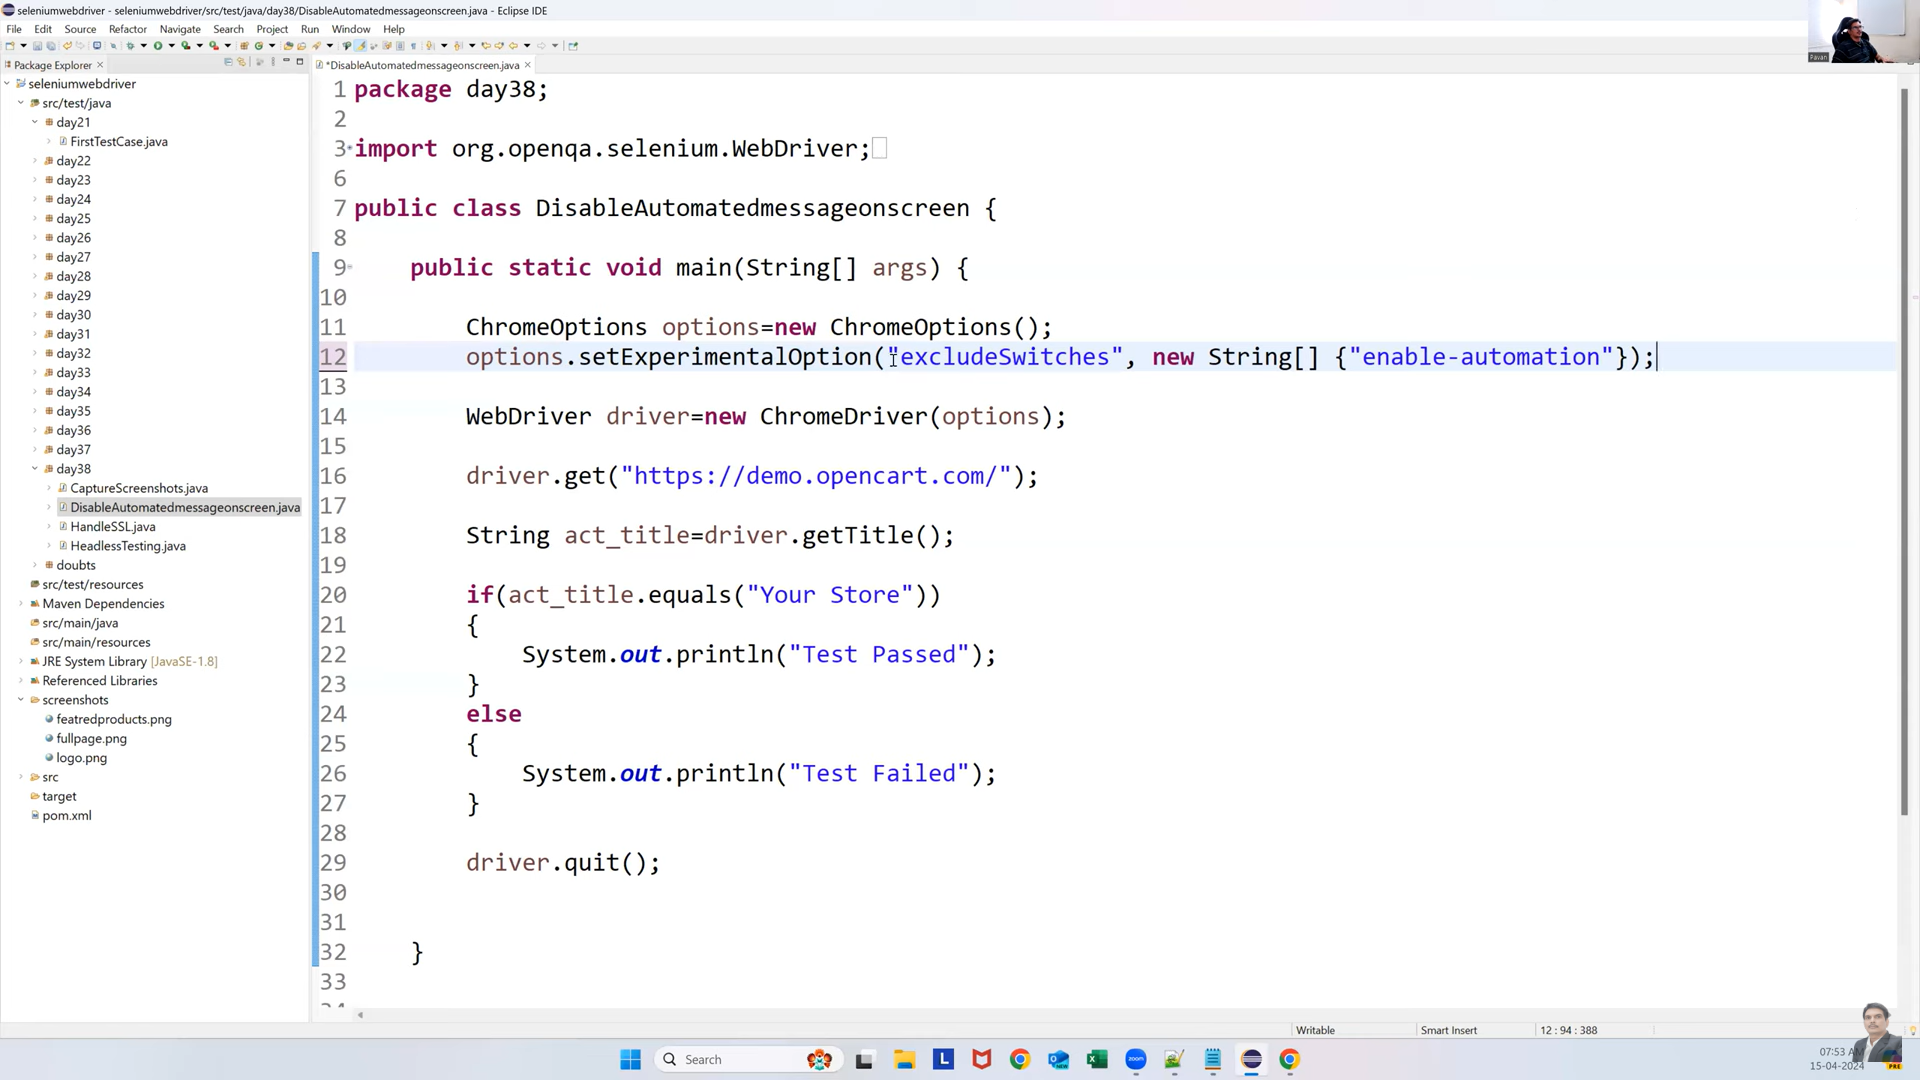 seleniumwebdriver - seleniumwebdriver/src/test/java/day38/DisableAutomatedmessageonscreen.java - Eclipse IDE
File Edit Source Refactor Navigate Search Project Run Window Help
Package Explorer
*DisableAutomatedmessageonscreen.java
seleniumwebdriver
src/test/java
day21
FirstTestCase.java
day22
day23
day24
day25
day26
day27
day28
day29
day30
day31
day32
day33
day34
day35
day36
day37
day38
CaptureScreenshots.java
DisableAutomatedmessageonscreen.java
HandleSSL.java
HeadlessTesting.java
doubts
src/test/resources
Maven Dependencies
src/main/java
src/main/resources
JRE System Library [JavaSE-1.8]
Referenced Libraries
screenshots
featredproducts.png
fullpage.png
logo.png
src
target
pom.xml
1 package day38;
2
3 import org.openqa.selenium.WebDriver;
6
7 public class DisableAutomatedmessageonscreen {
8
9 public static void main(String[] args) {
10
11 ChromeOptions options=new ChromeOptions();
12 options.setExperimentalOption("excludeSwitches", new String[] {"enable-automation"});
13
14 WebDriver driver=new ChromeDriver(options);
15
16 driver.get("https://demo.opencart.com/");
17
18 String act_title=driver.getTitle();
19
20 if(act_title.equals("Your Store"))
21 {
22 System.out.println("Test Passed");
23 }
24 else
25 {
26 System.out.println("Test Failed");
27 }
28
29 driver.quit();
30
31
32 }
33
Pavan
Writable Smart Insert 12 : 94 : 388
Search
07:53 AM
15-04-2024